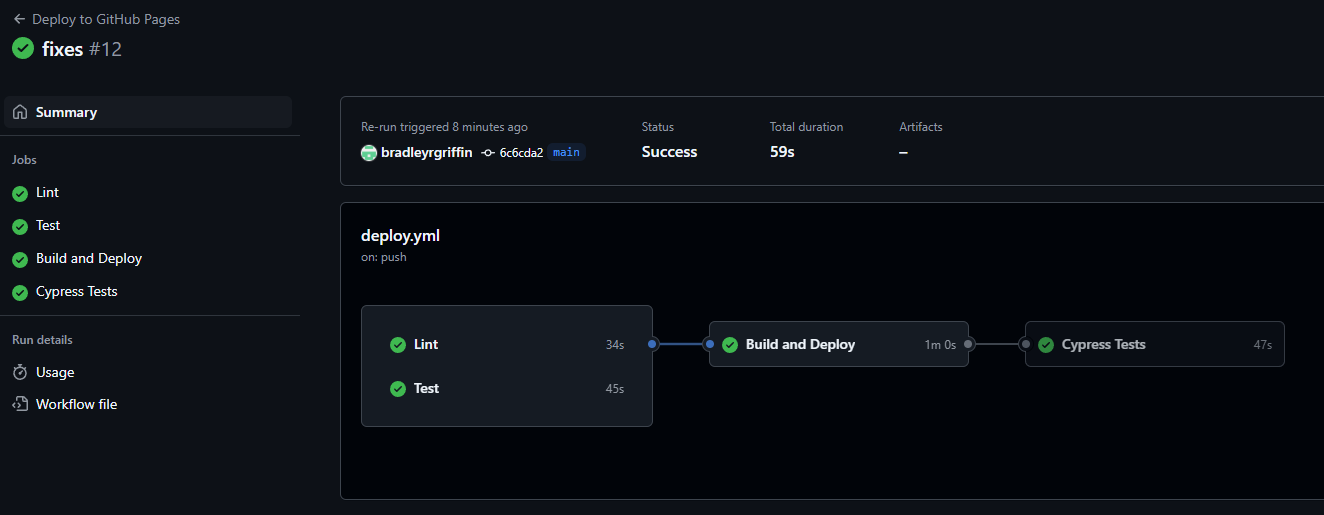 Deploy to GitHub Pages
fixes #12
Summary
Jobs
Lint
Test
Build and Deploy
Cypress Tests
Run details
Usage
Workflow file
Re-run triggered 8 minutes ago
bradleyrgriffin 6c6cda2 main
Status
Success
Total duration
59s
Artifacts
–
deploy.yml
on: push
Lint 34s
Test 45s
Build and Deploy 1m 0s
Cypress Tests 47s